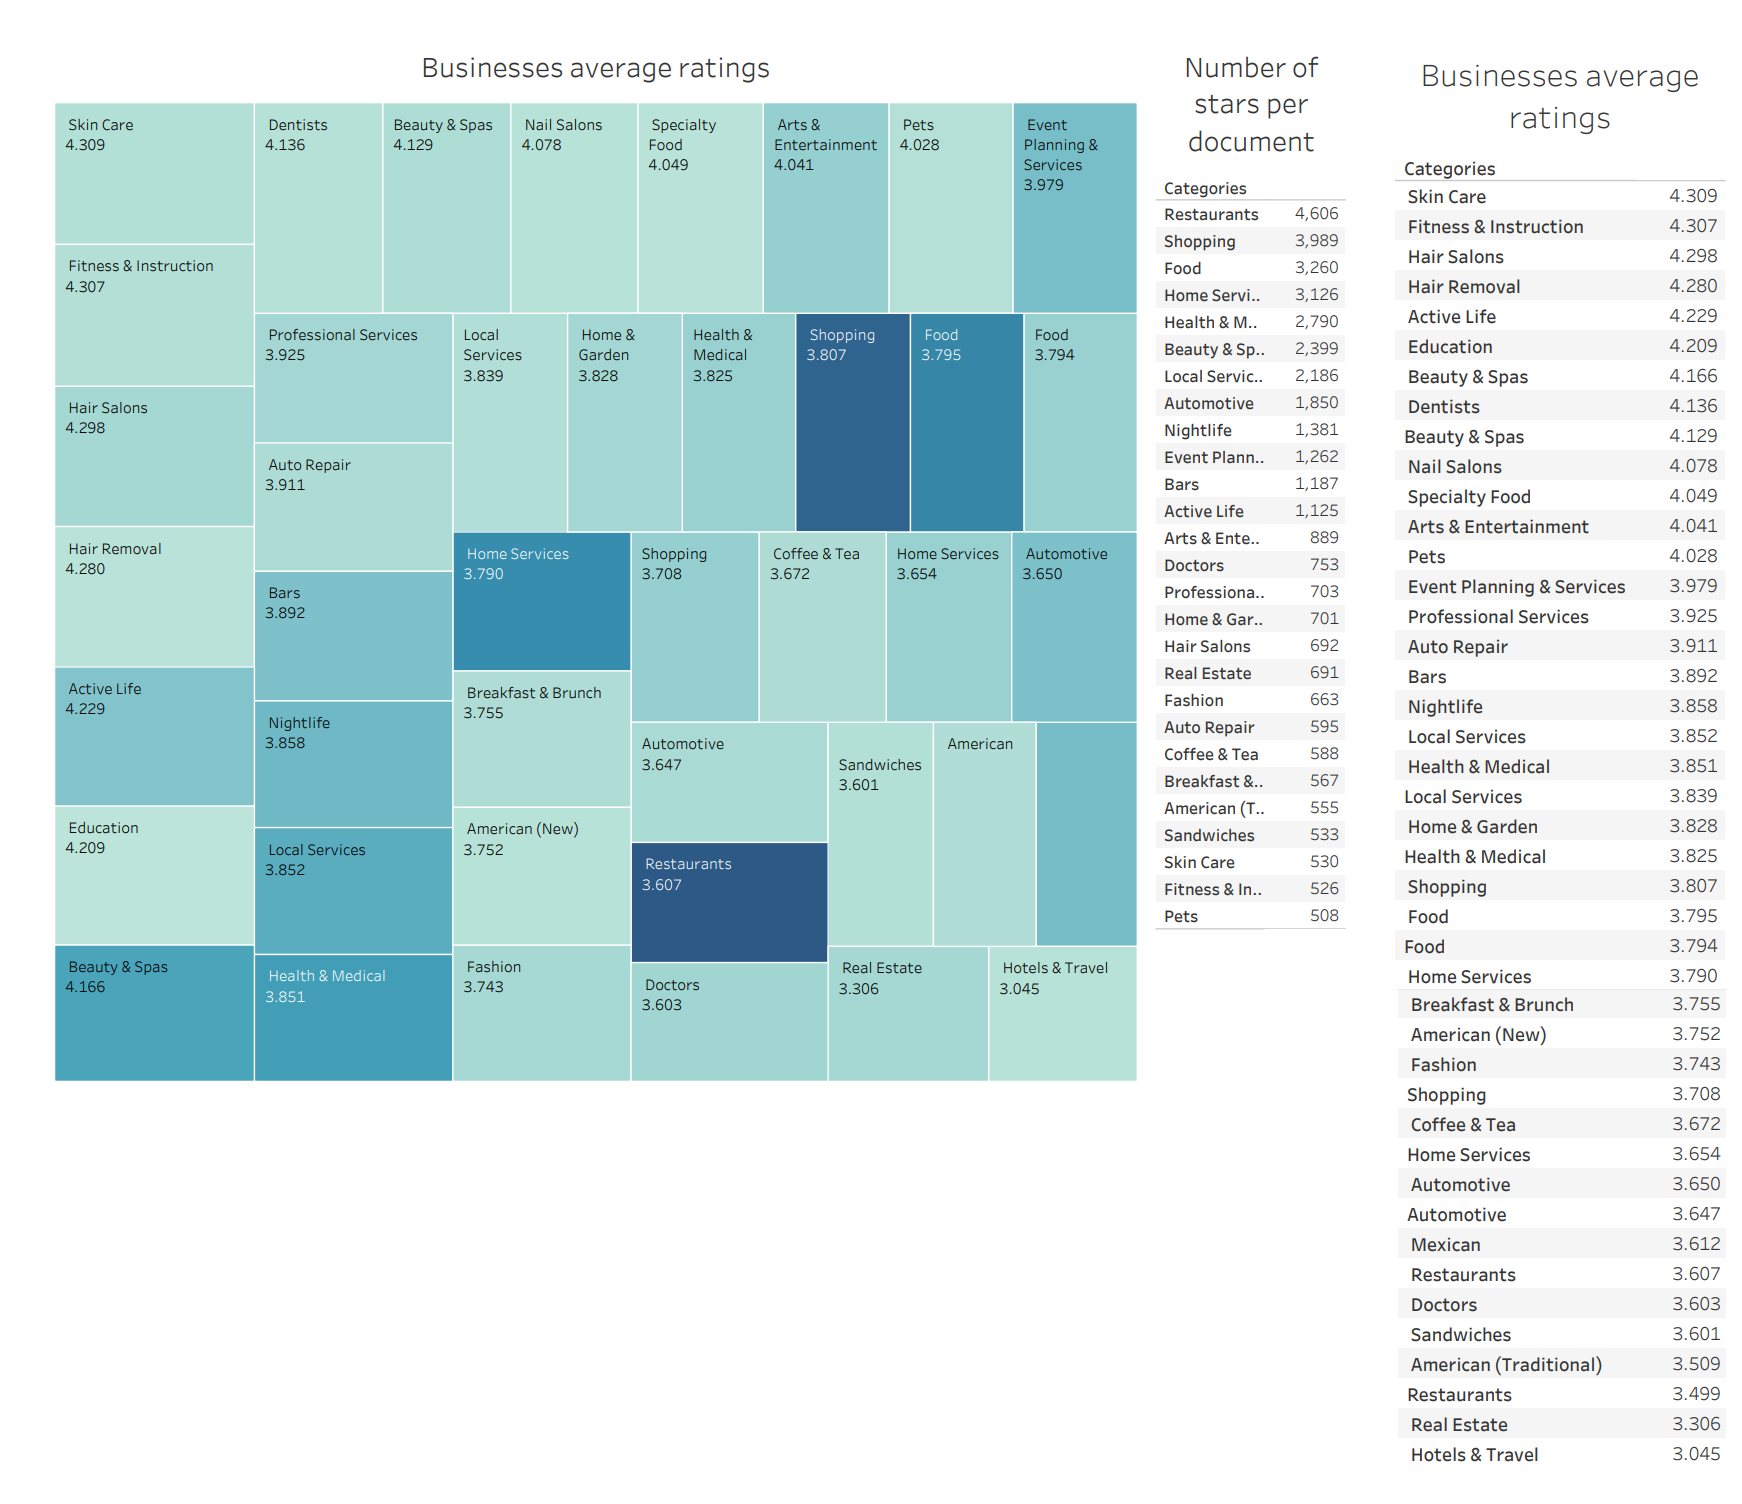 Businesses average ratings
Skin Care
4.309
Fitness & Instruction
4.307
Hair Salons
4.298
Hair Removal
4.280
Active Life
4.229
Education
4.209
Beauty & Spas
4.166
Dentists
4.136
Beauty & Spas
4.129
Nail Salons
4.078
Specialty
Food
4.049
Arts &
Entertainment
4.041
Pets
4.028
Event
Planning &
Services
3.979
Professional Services
3.925
Auto Repair
3.911
Bars
3.892
Nightlife
3.858
Local Services
3.852
Health & Medical
3.851
Local
Services
3.839
Home &
Garden
3.828
Health &
Medical
3.825
Shopping
3.807
Food
3.795
Food
3.794
Home Services
3.790
Breakfast & Brunch
3.755
American (New)
3.752
Fashion
3.743
Shopping
3.708
Coffee & Tea
3.672
Home Services
3.654
Automotive
3.650
Automotive
3.647
Restaurants
3.607
Doctors
3.603
Sandwiches
3.601
American
Real Estate
3.306
Hotels & Travel
3.045
Number of
stars per
document
Categories
Restaurants 4,606
Shopping 3,989
Food 3,260
Home Servi.. 3,126
Health & M.. 2,790
Beauty & Sp.. 2,399
Local Servic.. 2,186
Automotive 1,850
Nightlife 1,381
Event Plann.. 1,262
Bars 1,187
Active Life 1,125
Arts & Ente.. 889
Doctors 753
Professiona.. 703
Home & Gar.. 701
Hair Salons 692
Real Estate 691
Fashion 663
Auto Repair 595
Coffee & Tea 588
Breakfast &.. 567
American (T.. 555
Sandwiches 533
Skin Care 530
Fitness & In.. 526
Pets 508
Businesses average
ratings
Categories
Skin Care 4.309
Fitness & Instruction 4.307
Hair Salons 4.298
Hair Removal 4.280
Active Life 4.229
Education 4.209
Beauty & Spas 4.166
Dentists 4.136
Beauty & Spas 4.129
Nail Salons 4.078
Specialty Food 4.049
Arts & Entertainment 4.041
Pets 4.028
Event Planning & Services 3.979
Professional Services 3.925
Auto Repair 3.911
Bars 3.892
Nightlife 3.858
Local Services 3.852
Health & Medical 3.851
Local Services 3.839
Home & Garden 3.828
Health & Medical 3.825
Shopping 3.807
Food 3.795
Food 3.794
Home Services 3.790
Breakfast & Brunch 3.755
American (New) 3.752
Fashion 3.743
Shopping 3.708
Coffee & Tea 3.672
Home Services 3.654
Automotive 3.650
Automotive 3.647
Mexican 3.612
Restaurants 3.607
Doctors 3.603
Sandwiches 3.601
American (Traditional) 3.509
Restaurants 3.499
Real Estate 3.306
Hotels & Travel 3.045